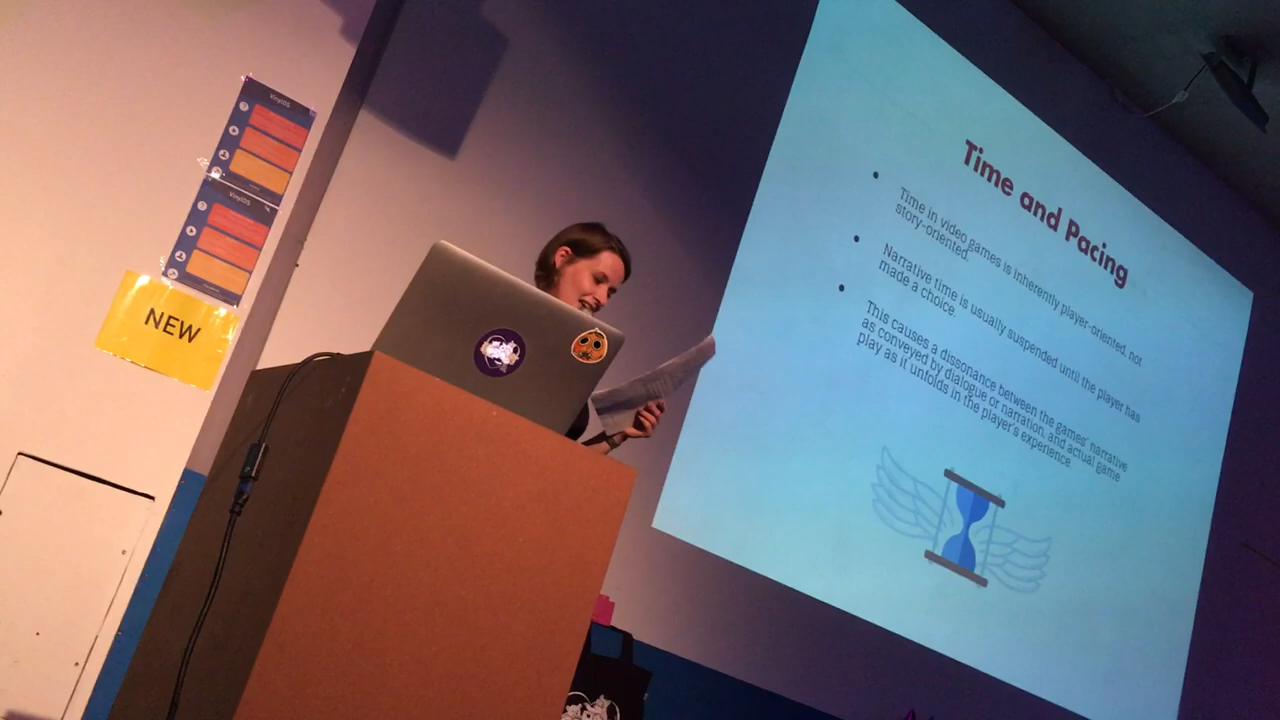 VinylOS
VinylOS
NEW
Time and Pacing
Time in video games is inherently player-oriented, not
story-oriented.
Narrative time is usually suspended until the player has
made a choice.
This causes a dissonance between the games' narrative
as conveyed by dialogue or narration, and actual game
play as it unfolds in the player's experience.